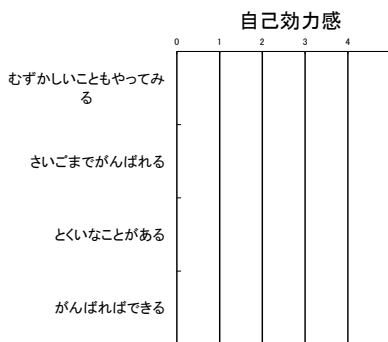 自己効力感
0 1 2 3 4
むずかしいこともやってみ
る
さいごまでがんばれる
とくいなことがある
がんばればできる